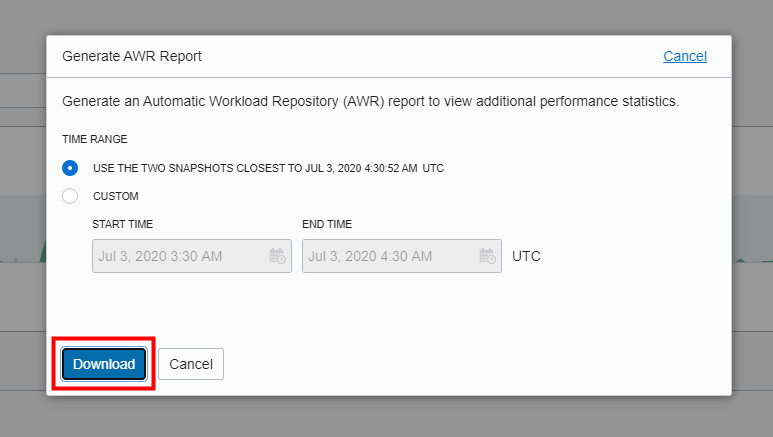 Generate AWR Report
Cancel
Generate an Automatic Workload Repository (AWR) report to view additional performance statistics.
TIME RANGE
USE THE TWO SNAPSHOTS CLOSEST TO JUL 3, 2020 4:30:52 AM UTC
CUSTOM
START TIME
END TIME
Jul 3, 2020 3:30 AM
Jul 3, 2020 4:30 AM
UTC
Download
Cancel